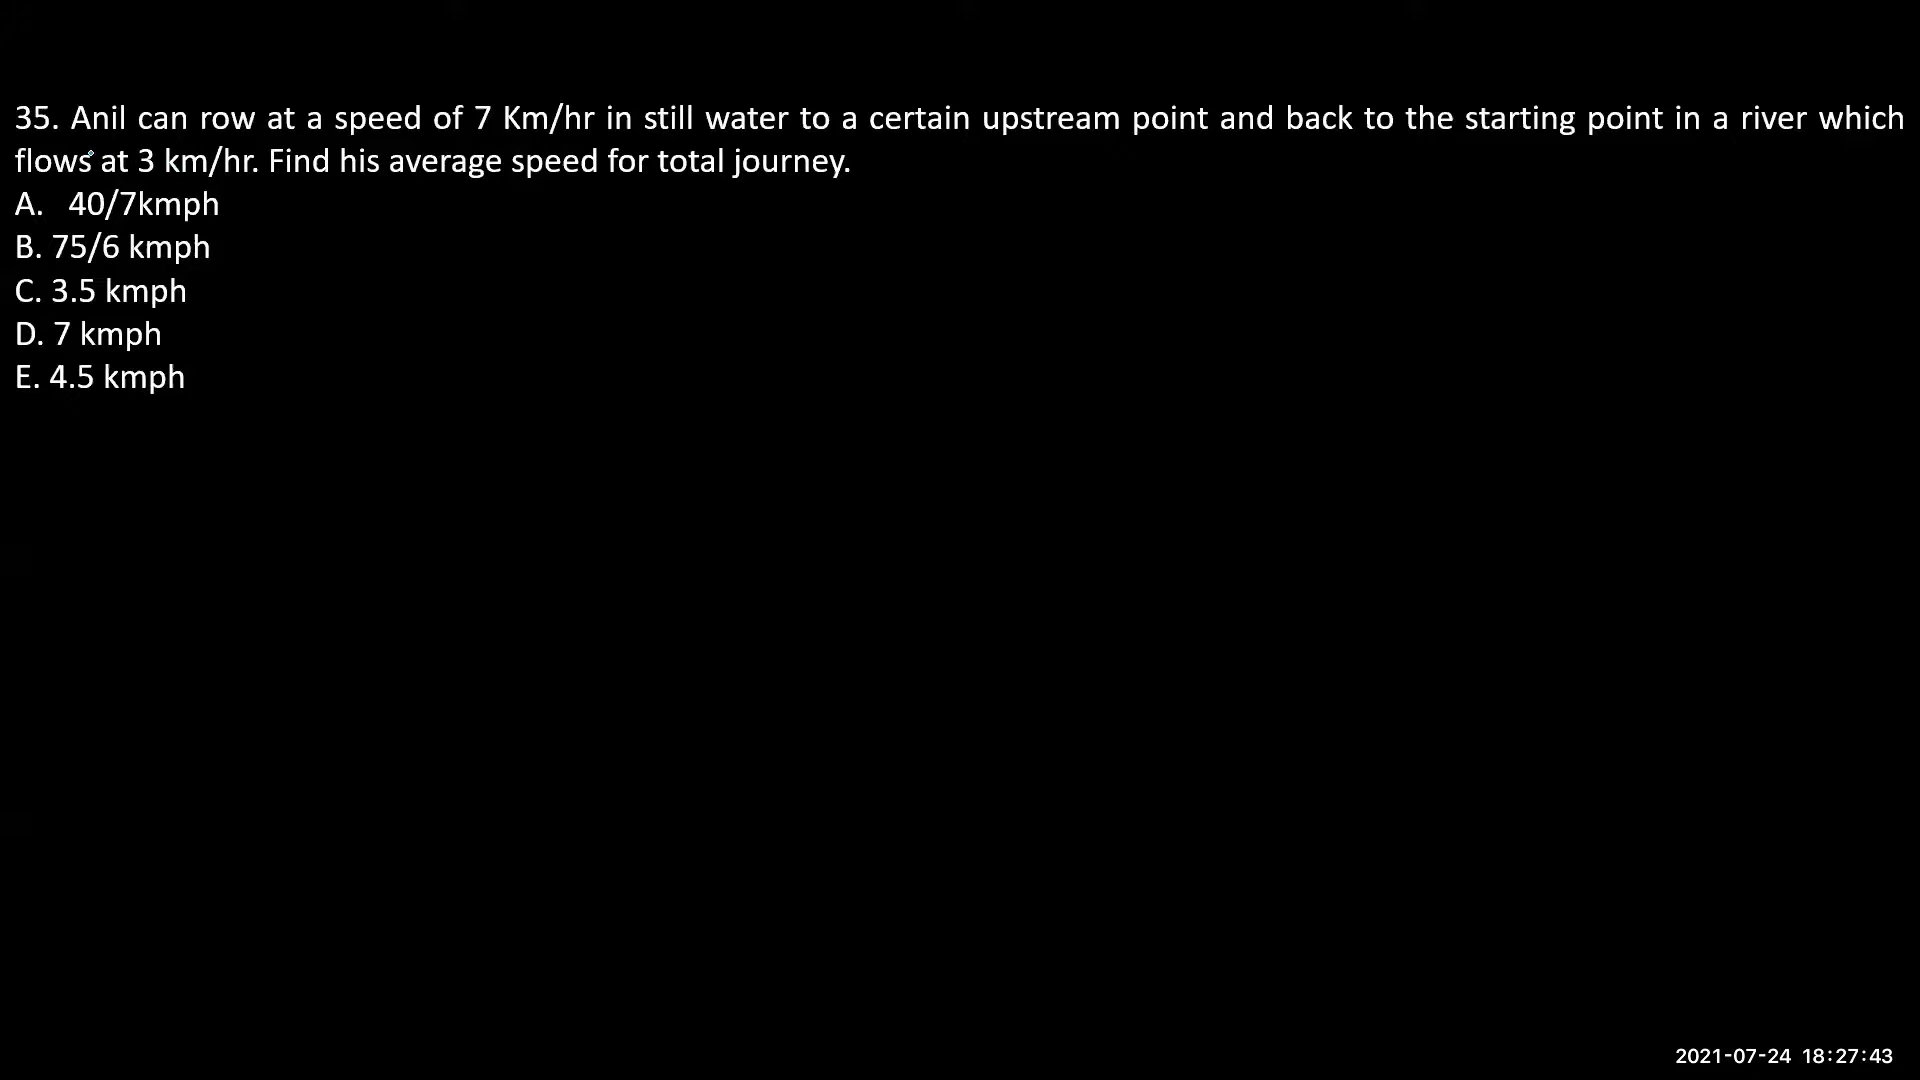 35. Anil can row at a speed of 7 Km/hr in still water to a certain upstream point and back to the starting point in a river which
flows at 3 km/hr. Find his average speed for total journey.
A. 40/7kmph
B. 75/6 kmph
C. 3.5 kmph
D. 7 kmph
E. 4.5 kmph
2021-07-24 18:27:43